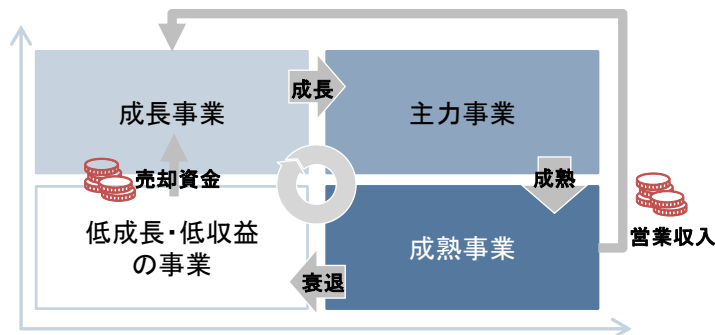 成長事業
成長
主力事業
売却資金
成熟
低成長・低収益
の事業
衰退
成熟事業
営業収入